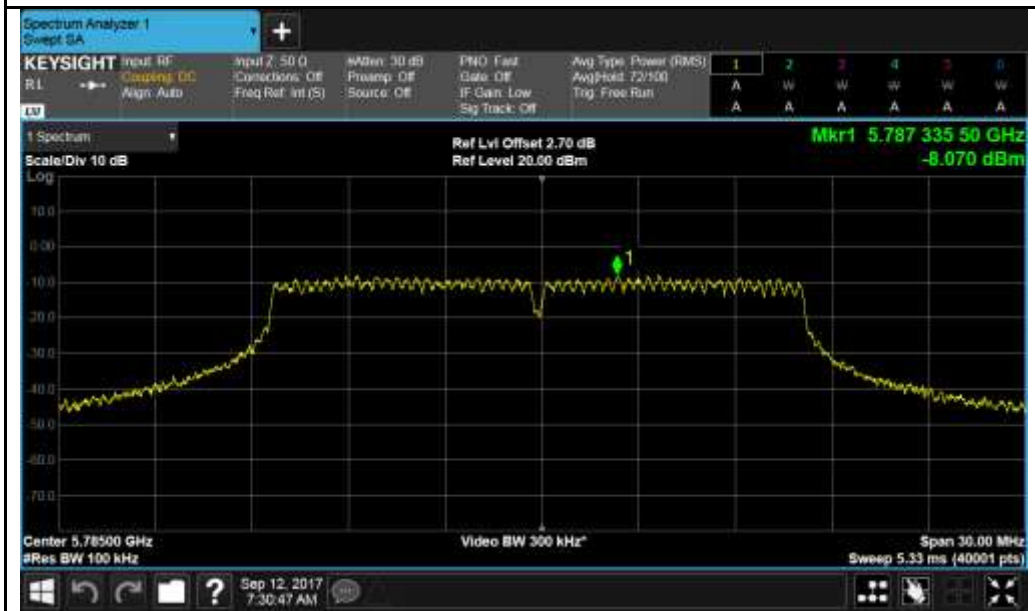 Spectrum Analyzer 1
Swept SA
+
KEYSIGHT
R L
Input: RF
Coupling: DC
Align: Auto
Input Z: 50 Ω
Corrections: Off
Freq Ref: Int (S)
#Atten: 30 dB
Preamp: Off
Source: Off
PNO: Fast
Gate: Off
IF Gain: Low
Sig Track: Off
Avg Type: Power (RMS)
Avg|Hold: 72/100
Trig: Free Run
1 2 3 4 5 6
A W W W W W
A A A A A A
1 Spectrum
Scale/Div 10 dB
Log
Ref Lvl Offset 2.70 dB
Ref Level 20.00 dBm
Mkr1 5.787 335 50 GHz
-8.070 dBm
10.0
0.00
-10.0
-20.0
-30.0
-40.0
-50.0
-60.0
-70.0
1
Center 5.78500 GHz
#Res BW 100 kHz
Video BW 300 kHz*
Span 30.00 MHz
Sweep 5.33 ms (40001 pts)
?
Sep 12, 2017
7:30:47 AM